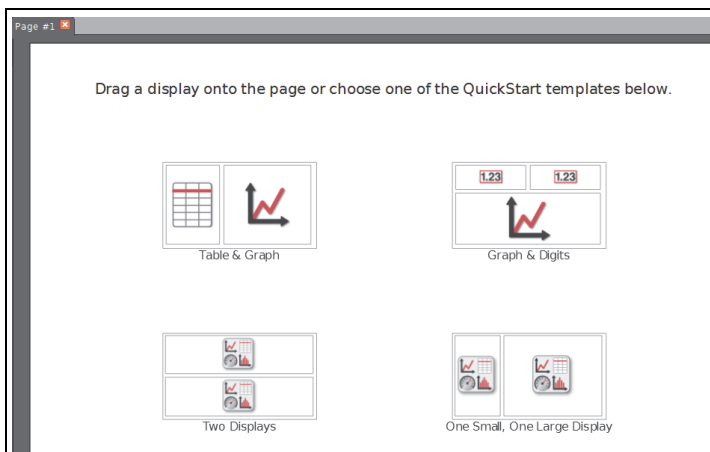 Page #1
Drag a display onto the page or choose one of the QuickStart templates below.
1.23 1.23
Table & Graph Graph & Digits
Two Displays One Small, One Large Display